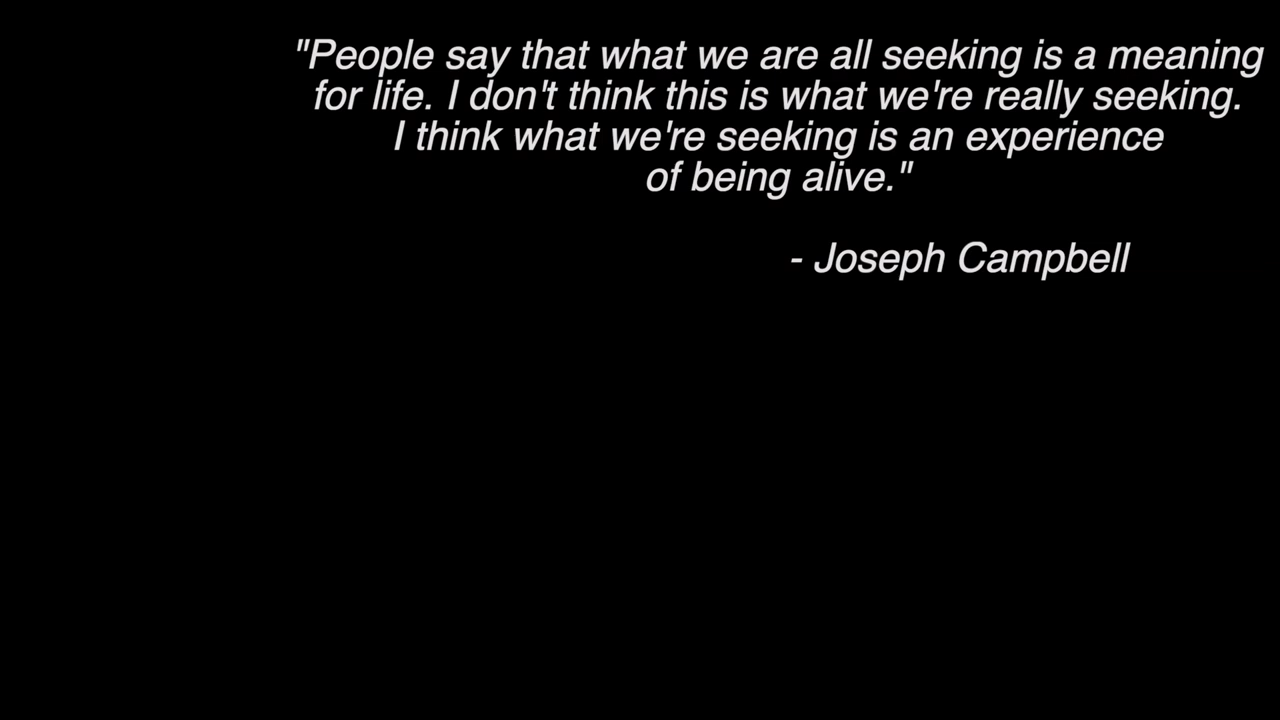 "People say that what we are all seeking is a meaning
for life. I don't think this is what we're really seeking.
I think what we're seeking is an experience
of being alive."
- Joseph Campbell